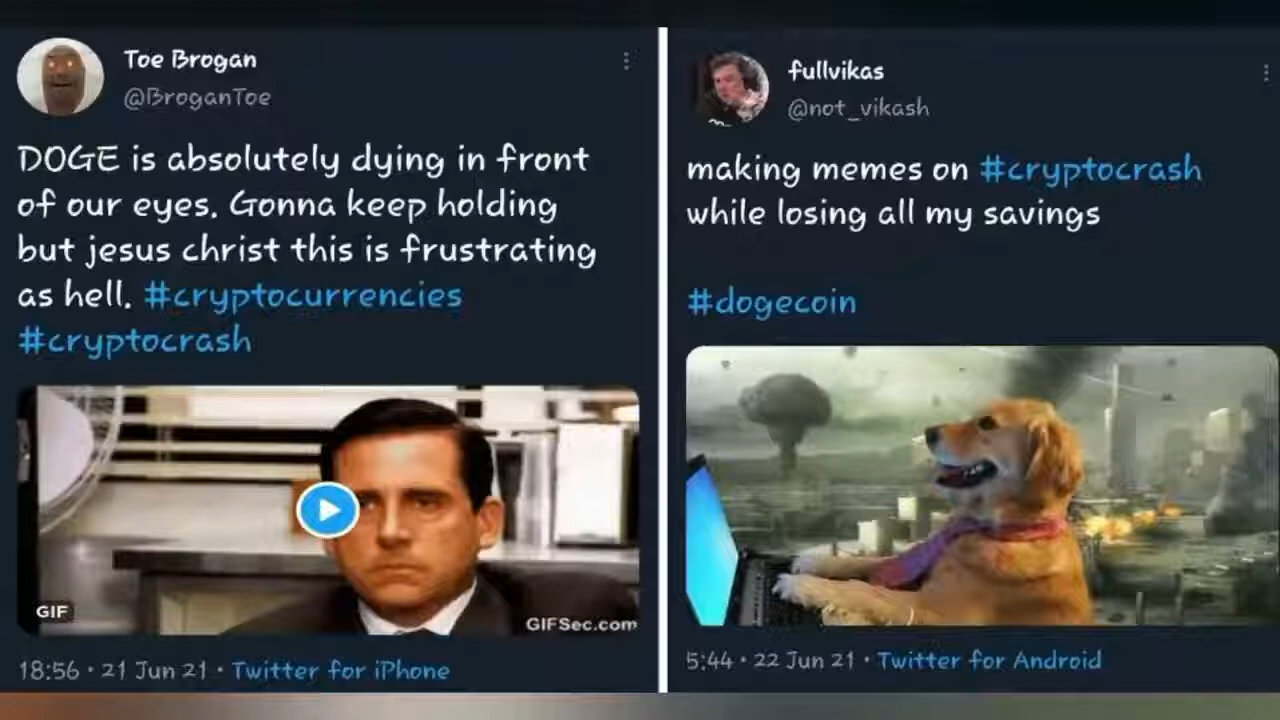 Toe Brogan
@BroganToe
DOGE is absolutely dying in front
of our eyes. Gonna keep holding
but jesus christ this is frustrating
as hell. #cryptocurrencies
#cryptocrash
GIF
GIFSec.com
18:56 · 21 Jun 21 · Twitter for iPhone
fullvikas
@not_vikash
making memes on #cryptocrash
while losing all my savings
#dogecoin
5:44 · 22 Jun 21 · Twitter for Android